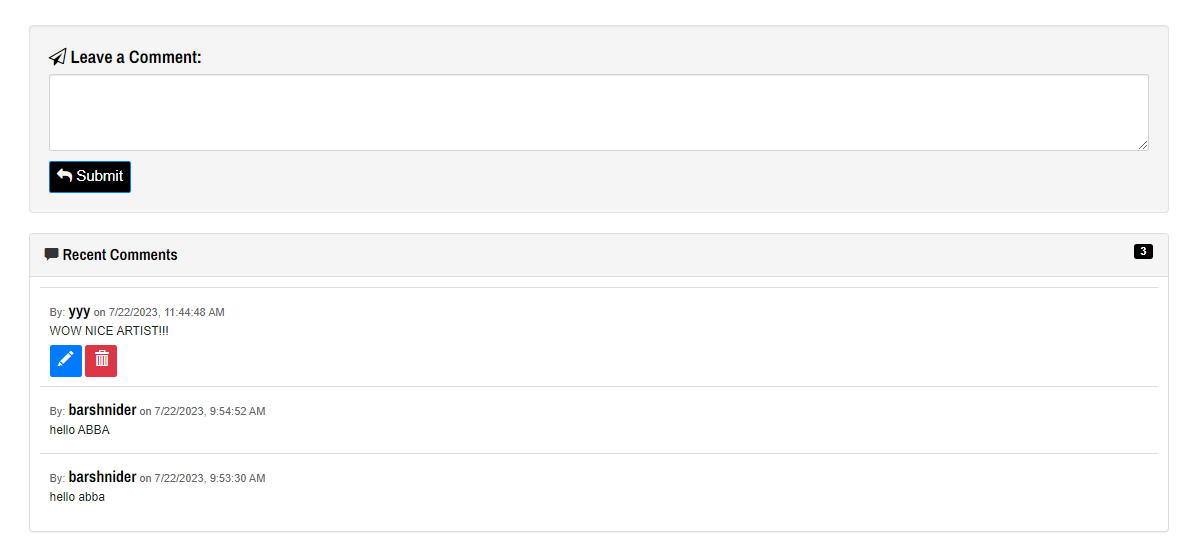 Leave a Comment:
Submit
Recent Comments 3
By: yyy on 7/22/2023, 11:44:48 AM
WOW NICE ARTIST!!!
By: barshnider on 7/22/2023, 9:54:52 AM
hello ABBA
By: barshnider on 7/22/2023, 9:53:30 AM
hello abba